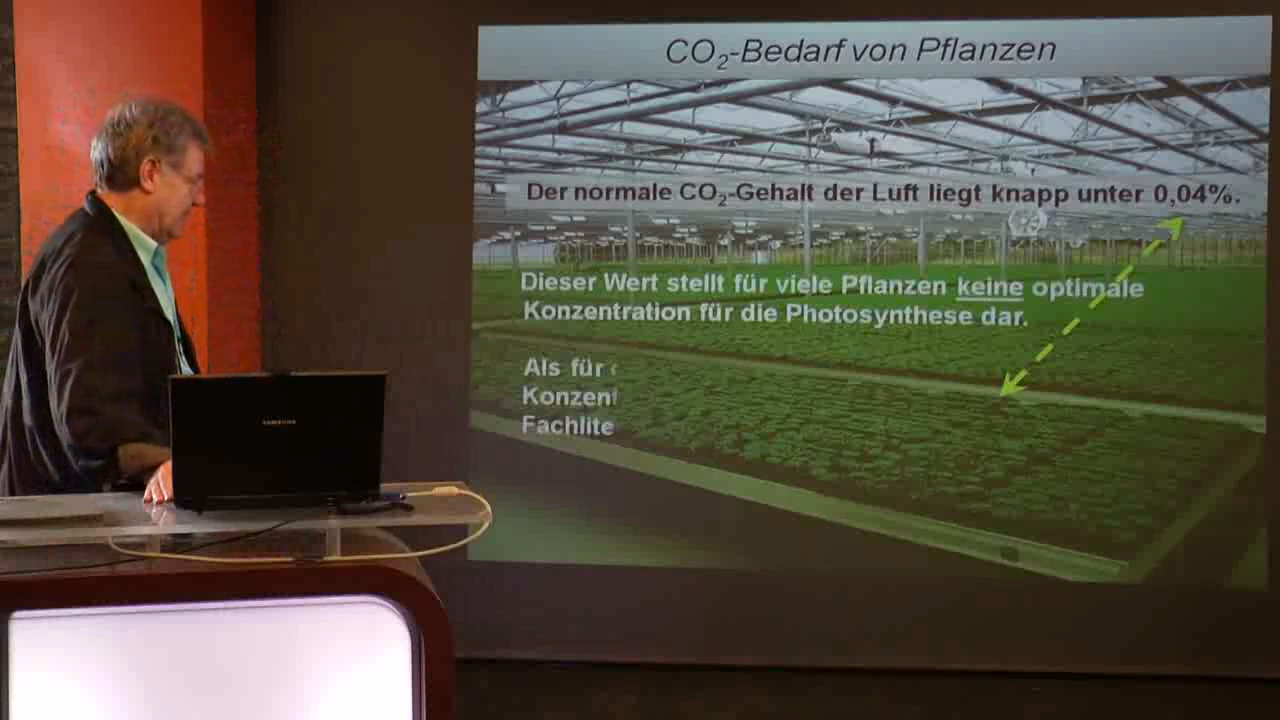 CO₂-Bedarf von Pflanzen
Der normale CO₂-Gehalt der Luft liegt knapp unter 0,04%.
Dieser Wert stellt für viele Pflanzen keine optimale
Konzentration für die Photosynthese dar.
Als für
Konzen
Fachlite
SAMSUNG